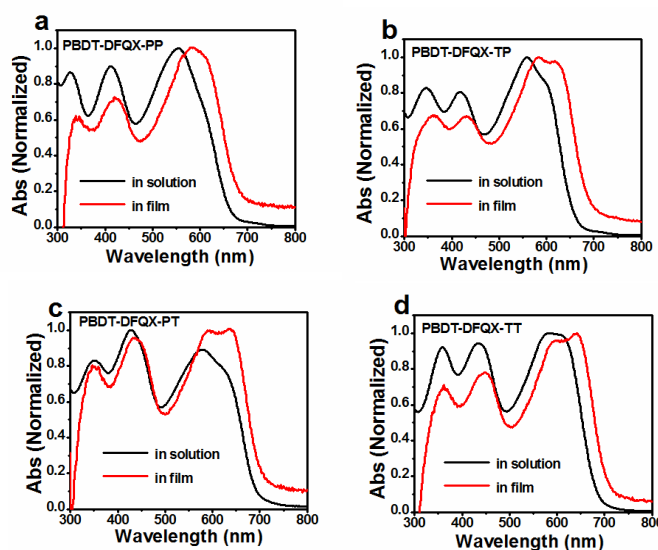 a
PBDT-DFQX-PP
Abs (Normalized)
1.0
0.8
0.6
0.4
0.2
0.0
in solution
in film
300 400 500 600 700 800
Wavelength (nm)
b
PBDT-DFQX-TP
Abs (Normalized)
1.0
0.8
0.6
0.4
0.2
0.0
in solution
in film
300 400 500 600 700 800
Wavelength (nm)
c
PBDT-DFQX-PT
Abs (Normalized)
1.0
0.8
0.6
0.4
0.2
0.0
in solution
in film
300 400 500 600 700 800
Wavelength (nm)
d
PBDT-DFQX-TT
Abs (Normalized)
1.0
0.8
0.6
0.4
0.2
0.0
in solution
in film
300 400 500 600 700 800
Wavelength (nm)